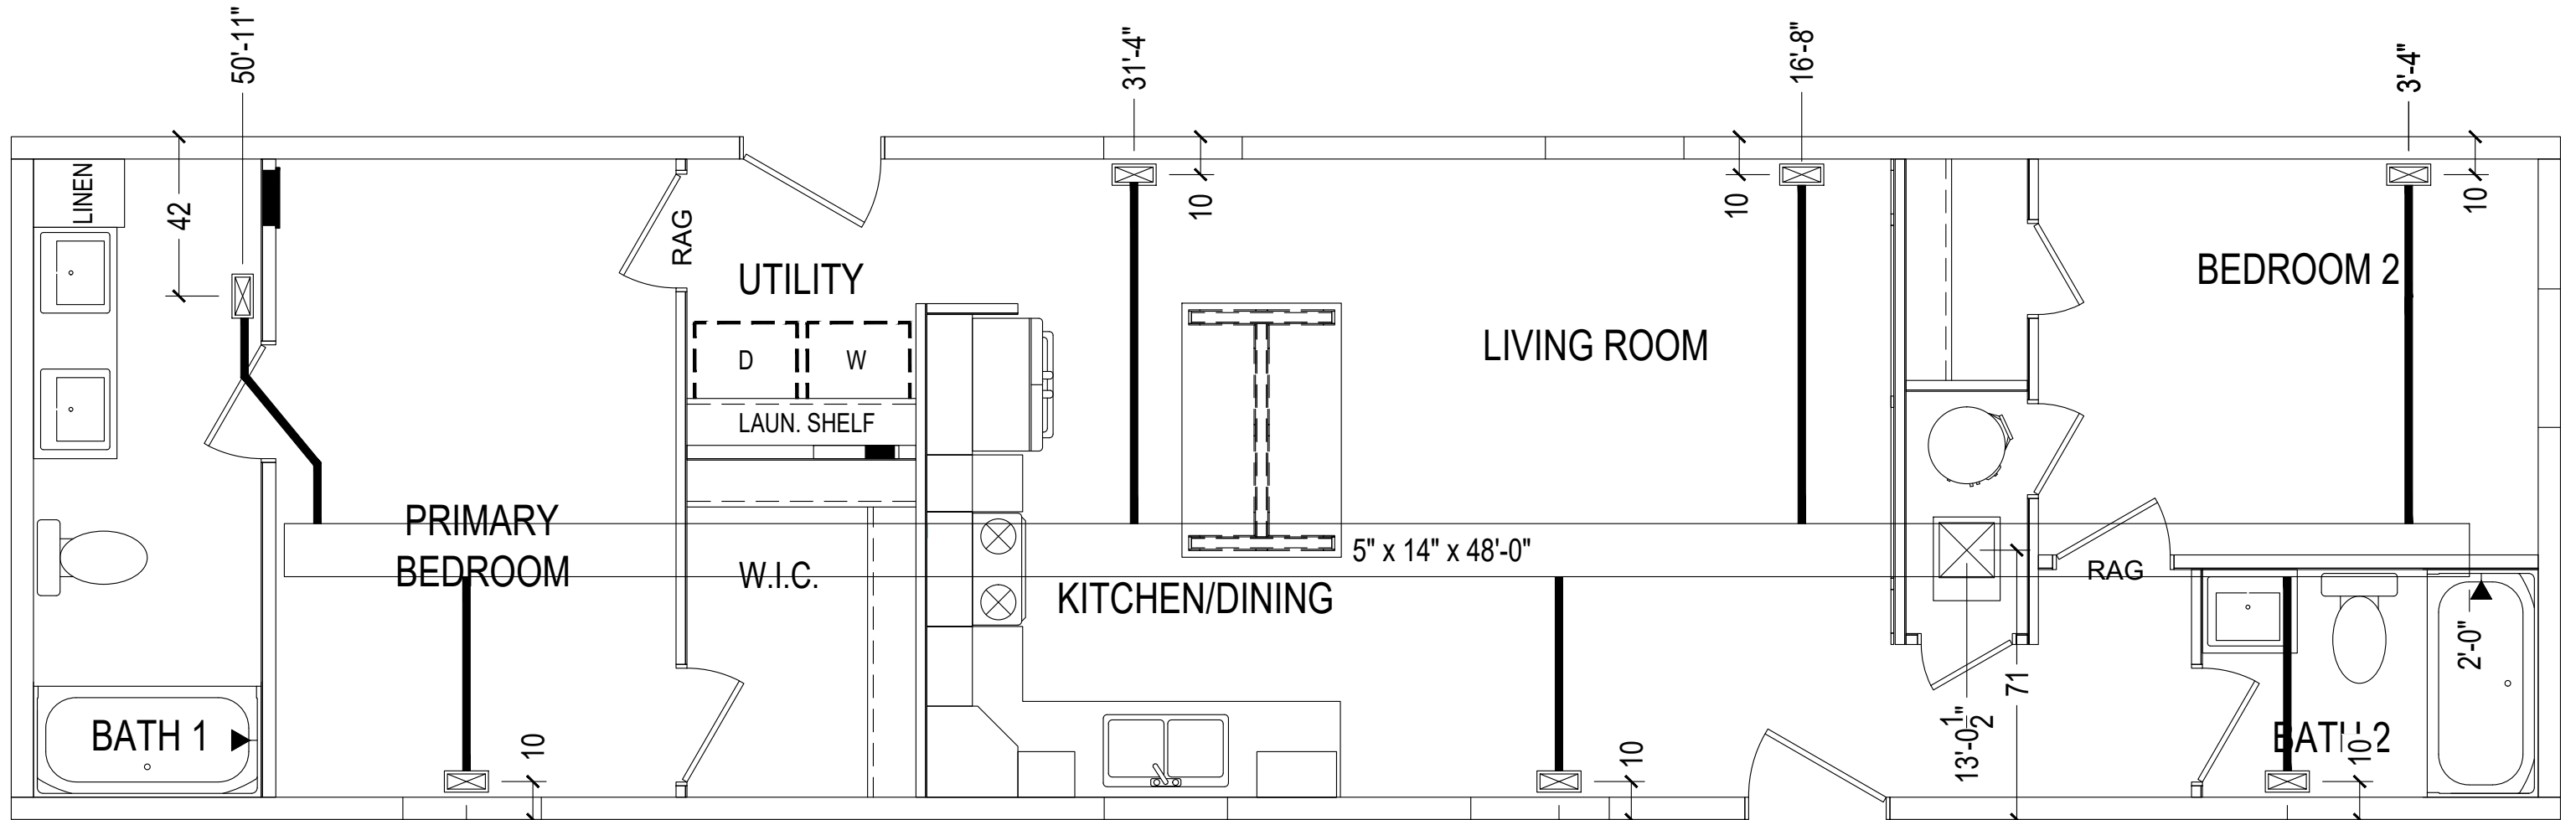 50'-11"
31'-4"
16'-8"
3'-4"
LINEN
42
RAG
10
10
10
UTILITY
BEDROOM 2
LIVING ROOM
D
W
LAUN. SHELF
PRIMARY
BEDROOM
5" x 14" x 48'-0"
W.I.C.
KITCHEN/DINING
RAG
2'-0"
71
13'-0 1/2"
BATH 1
10
10
BATH 2
10